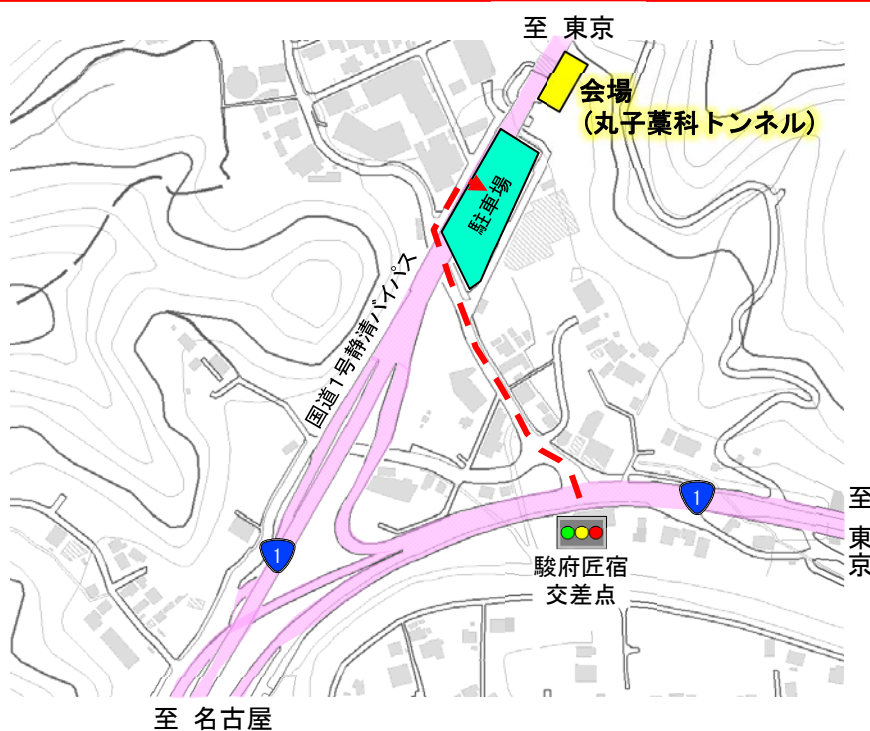 至 東京
会場
(丸子藁科トンネル)
駐車場
国道1号静清バイパス
1
至
東
京
1
駿府匠宿
交差点
至 名古屋